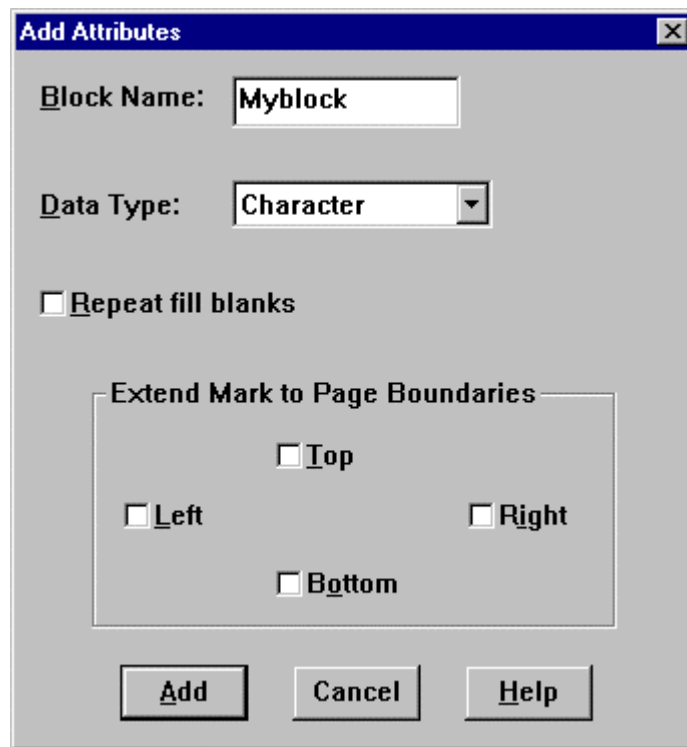 Add Attributes
Block Name: Myblock
Data Type: Character
Repeat fill blanks
Extend Mark to Page Boundaries
Top
Left Right
Bottom
Add Cancel Help